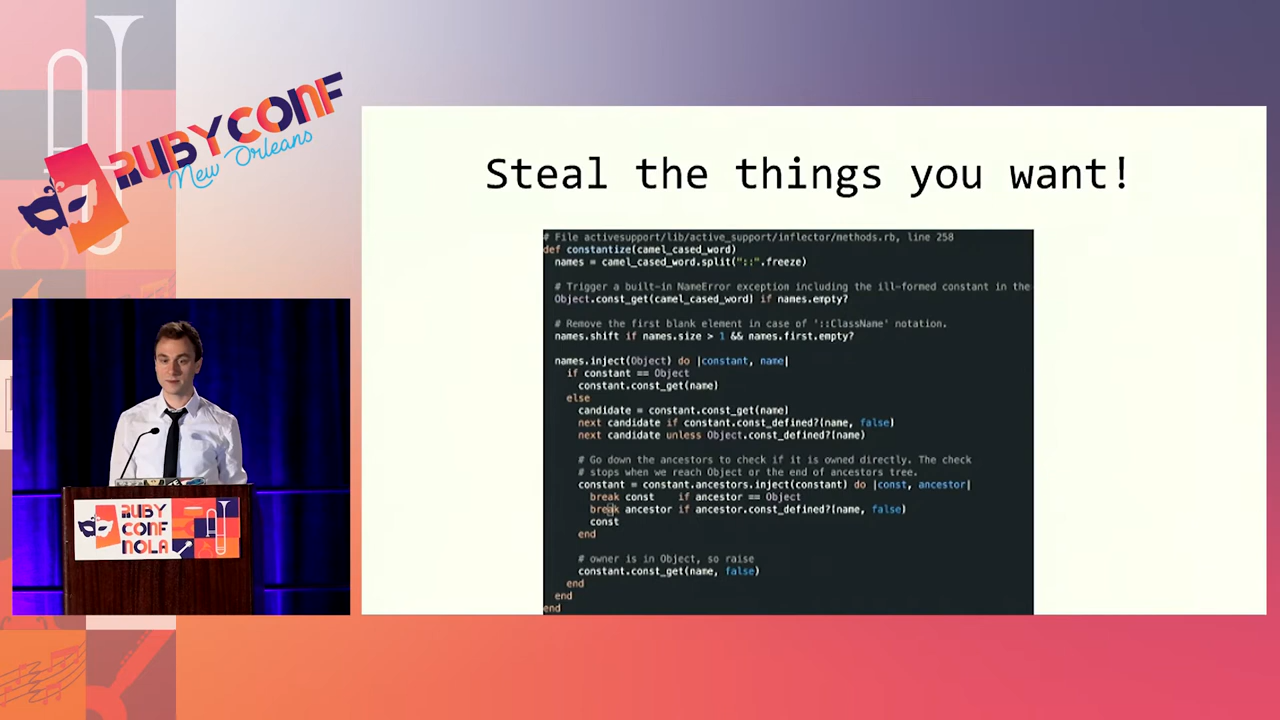 RUBYCONF
New Orleans
Steal the things you want!
# File activesupport/lib/active_support/inflector/methods.rb, line 258
def constantize(camel_cased_word)
  names = camel_cased_word.split("::".freeze)

  # Trigger a built-in NameError exception including the ill-formed constant in the
  Object.const_get(camel_cased_word) if names.empty?

  # Remove the first blank element in case of '::ClassName' notation.
  names.shift if names.size > 1 && names.first.empty?

  names.inject(Object) do |constant, name|
    if constant == Object
      constant.const_get(name)
    else
      candidate = constant.const_get(name)
      next candidate if constant.const_defined?(name, false)
      next candidate unless Object.const_defined?(name)

      # Go down the ancestors to check if it is owned directly. The check
      # stops when we reach Object or the end of ancestors tree.
      constant = constant.ancestors.inject(constant) do |const, ancestor|
        break const    if ancestor == Object
        break ancestor if ancestor.const_defined?(name, false)
        const
      end

      # owner is in Object, so raise
      constant.const_get(name, false)
    end
  end
end
RUBY
CONF
NOLA